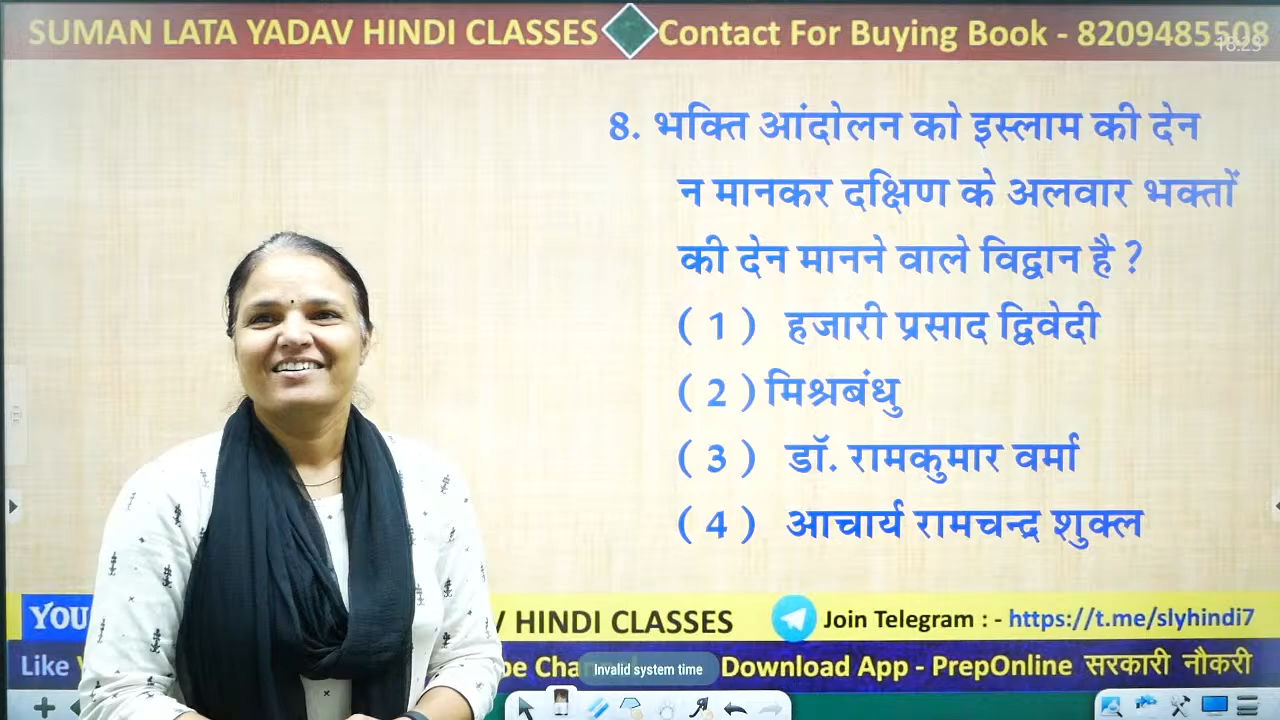 SUMAN LATA YADAV HINDI CLASSES Contact For Buying Book - 8209485508
18:23
8. भक्ति आंदोलन को इस्लाम की देन
न मानकर दक्षिण के अलवार भक्तों
की देन मानने वाले विद्वान है ?
( 1 ) हजारी प्रसाद द्विवेदी
( 2 ) मिश्रबंधु
( 3 ) डॉ. रामकुमार वर्मा
( 4 ) आचार्य रामचन्द्र शुक्ल
YOU HINDI CLASSES Join Telegram : - https://t.me/slyhindi7
Like Download App - PrepOnline सरकारी नौकरी
Invalid system time